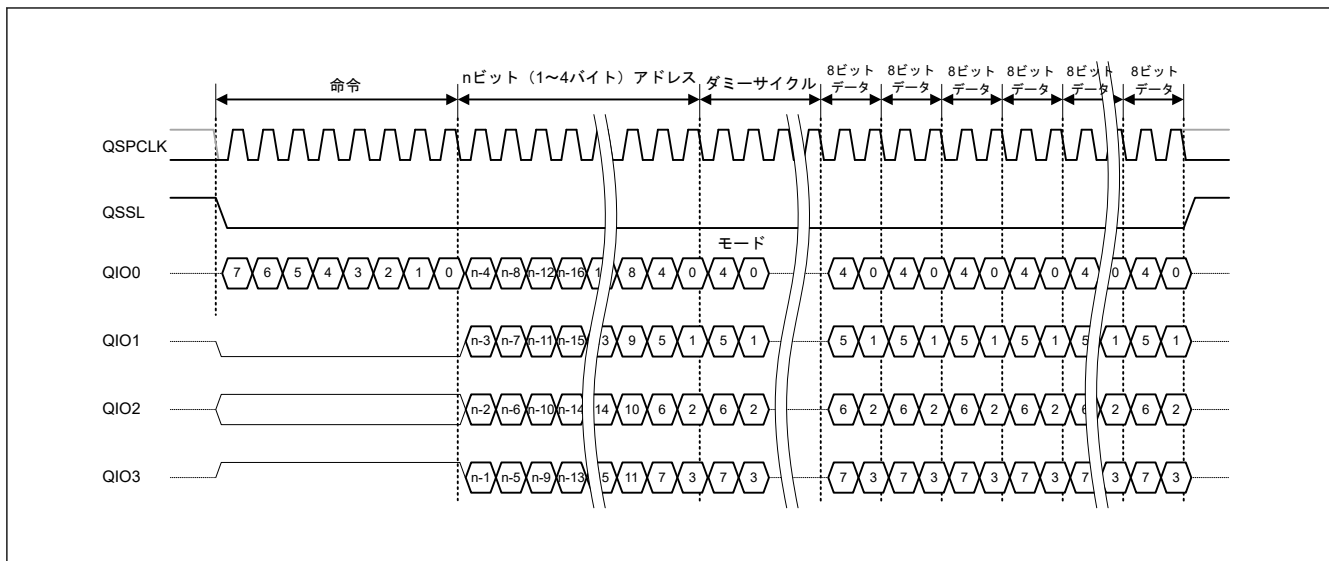 命令
nビット（1～4バイト）アドレス
ダミーサイクル
8ビット
データ
8ビット
データ
8ビット
データ
8ビット
データ
8ビット
データ
8ビット
データ
QSPCLK
QSSL
モード
QIO0 7 6 5 4 3 2 1 0 n-4 n-8 n-12 n-16 1 8 4 0 4 0 4 0 4 0 4 0 4 0 4 0 4 0
QIO1 n-3 n-7 n-11 n-15 3 9 5 1 5 1 5 1 5 1 5 1 5 1 5 1 5 1
QIO2 n-2 n-6 n-10 n-14 14 10 6 2 6 2 6 2 6 2 6 2 6 2 6 2 6 2
QIO3 n-1 n-5 n-9 n-13 5 11 7 3 7 3 7 3 7 3 7 3 7 3 7 3 7 3